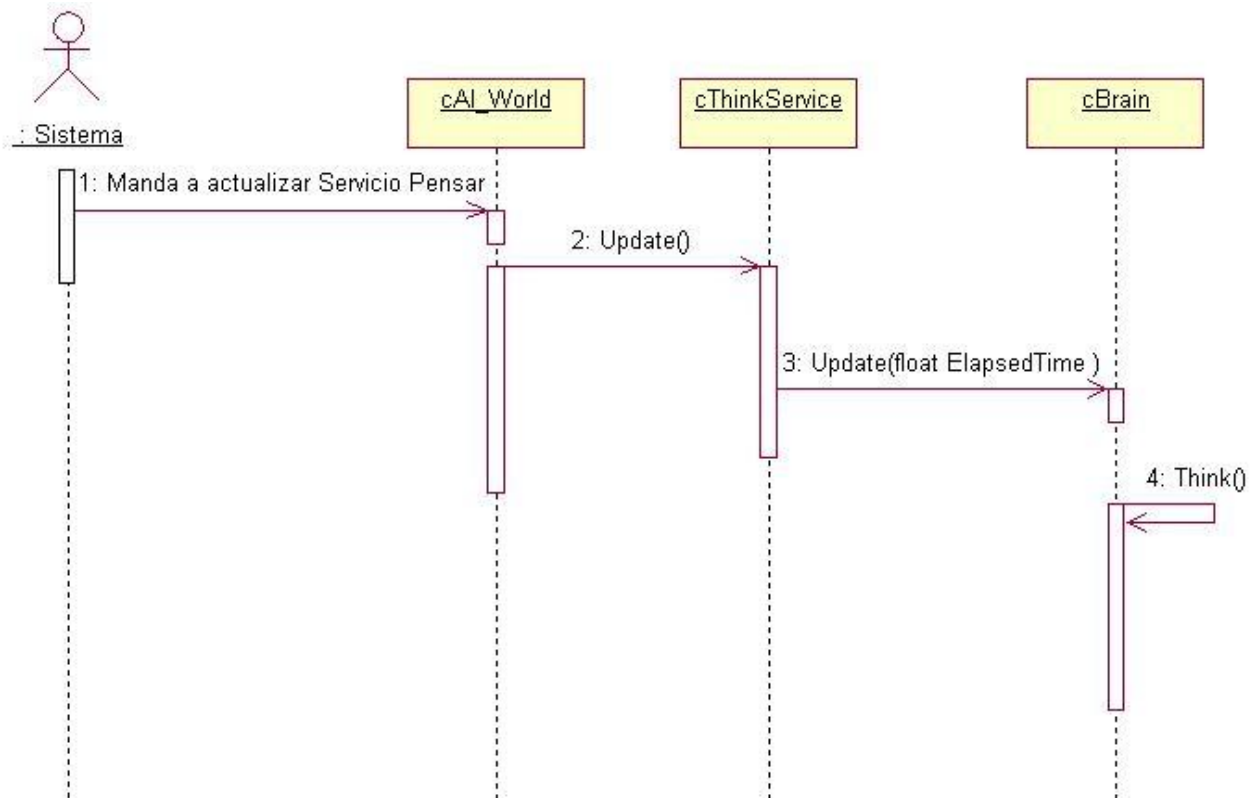 : Sistema
cAI_World
cThinkService
cBrain
1: Manda a actualizar Servicio Pensar
2: Update()
3: Update(float ElapsedTime )
4: Think()